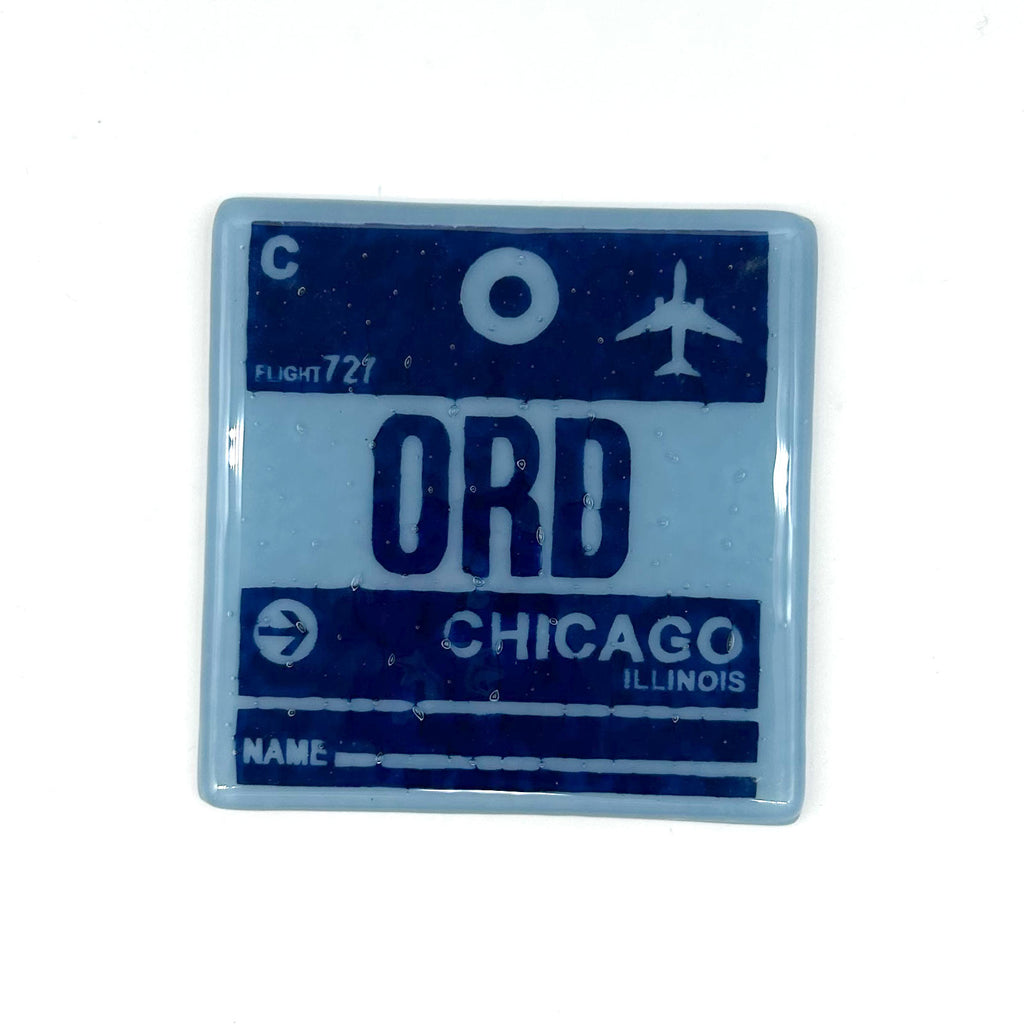 C
FLIGHT 727
ORD
CHICAGO
ILLINOIS
NAME